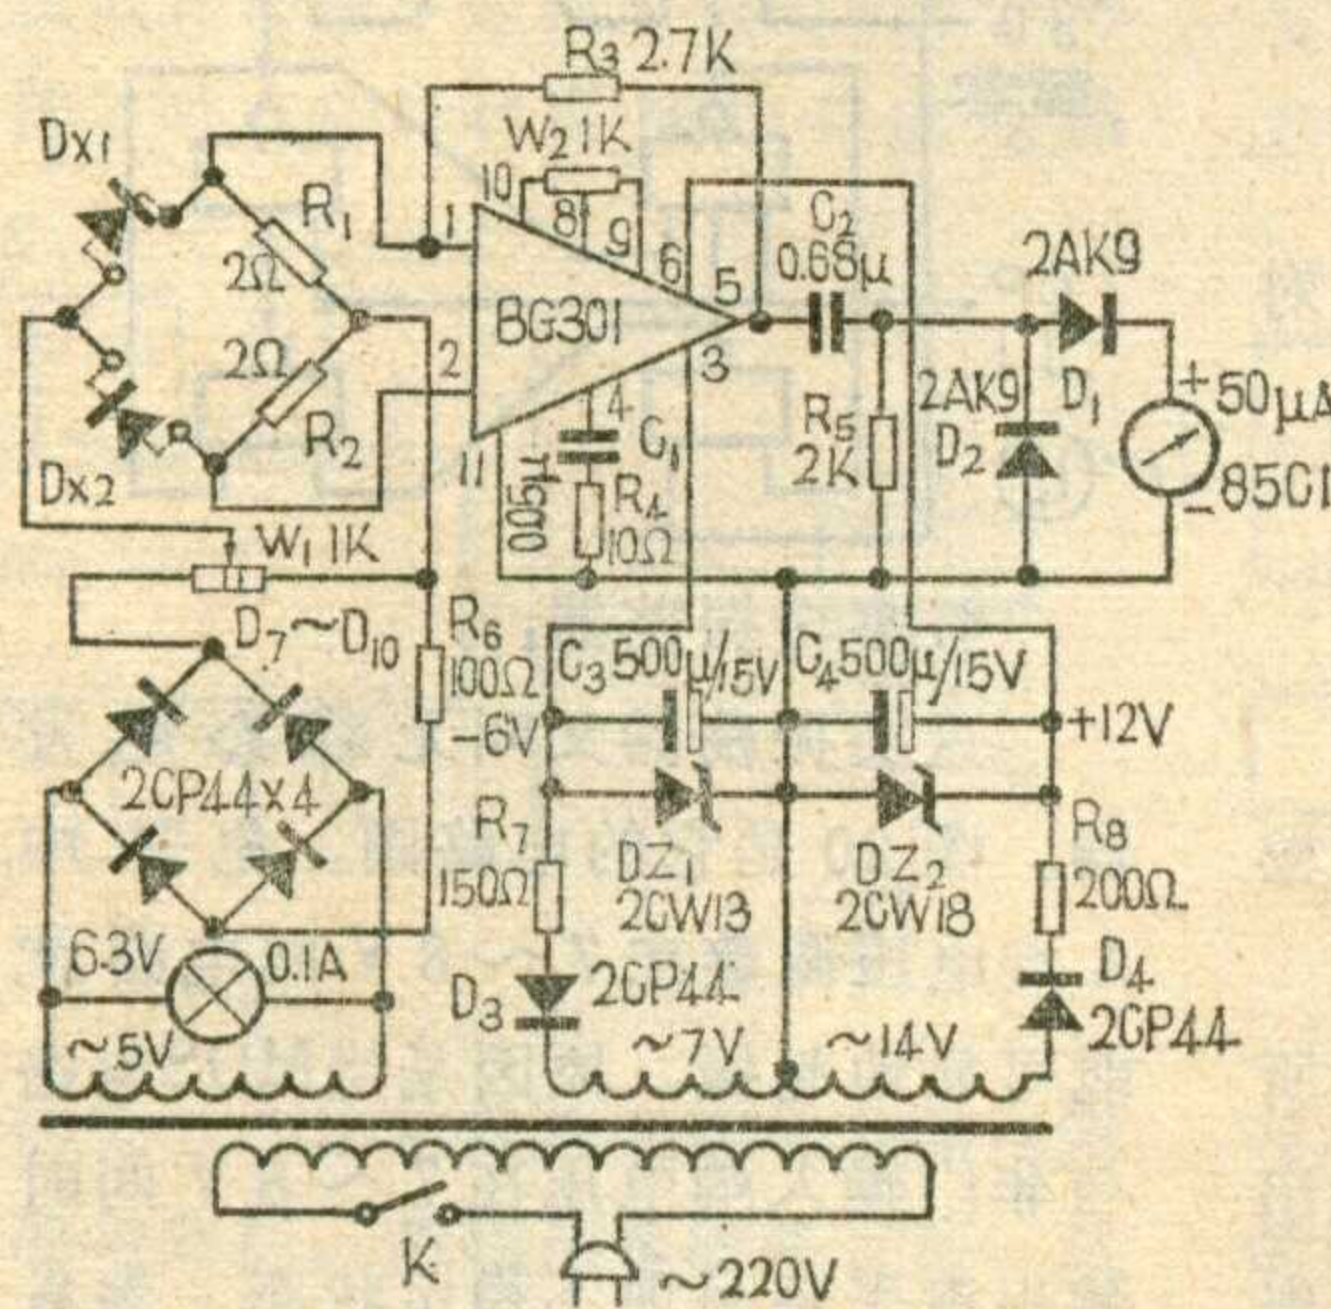 R3 2.7K
Dx1
W2 1K
10
8
9
1
R1
6
C2
0.68μ
2AK9
2Ω
5
BG301
2Ω
2
3
R2
4
2AK9
D1
+
50μA
R5
2K
D2
C1
11
Dx2
R4
10Ω
-
85C1
W1 1K
D7~D10
R6
100Ω
C3 500μ/15V
C4 500μ/15V
-6V
+12V
2CP44×4
R7
150Ω
DZ1
2CW13
DZ2
2CW18
R8
200Ω
6.3V
0.1A
D3
2CP44
D4
2CP44
~5V
~7V
~14V
K
~220V